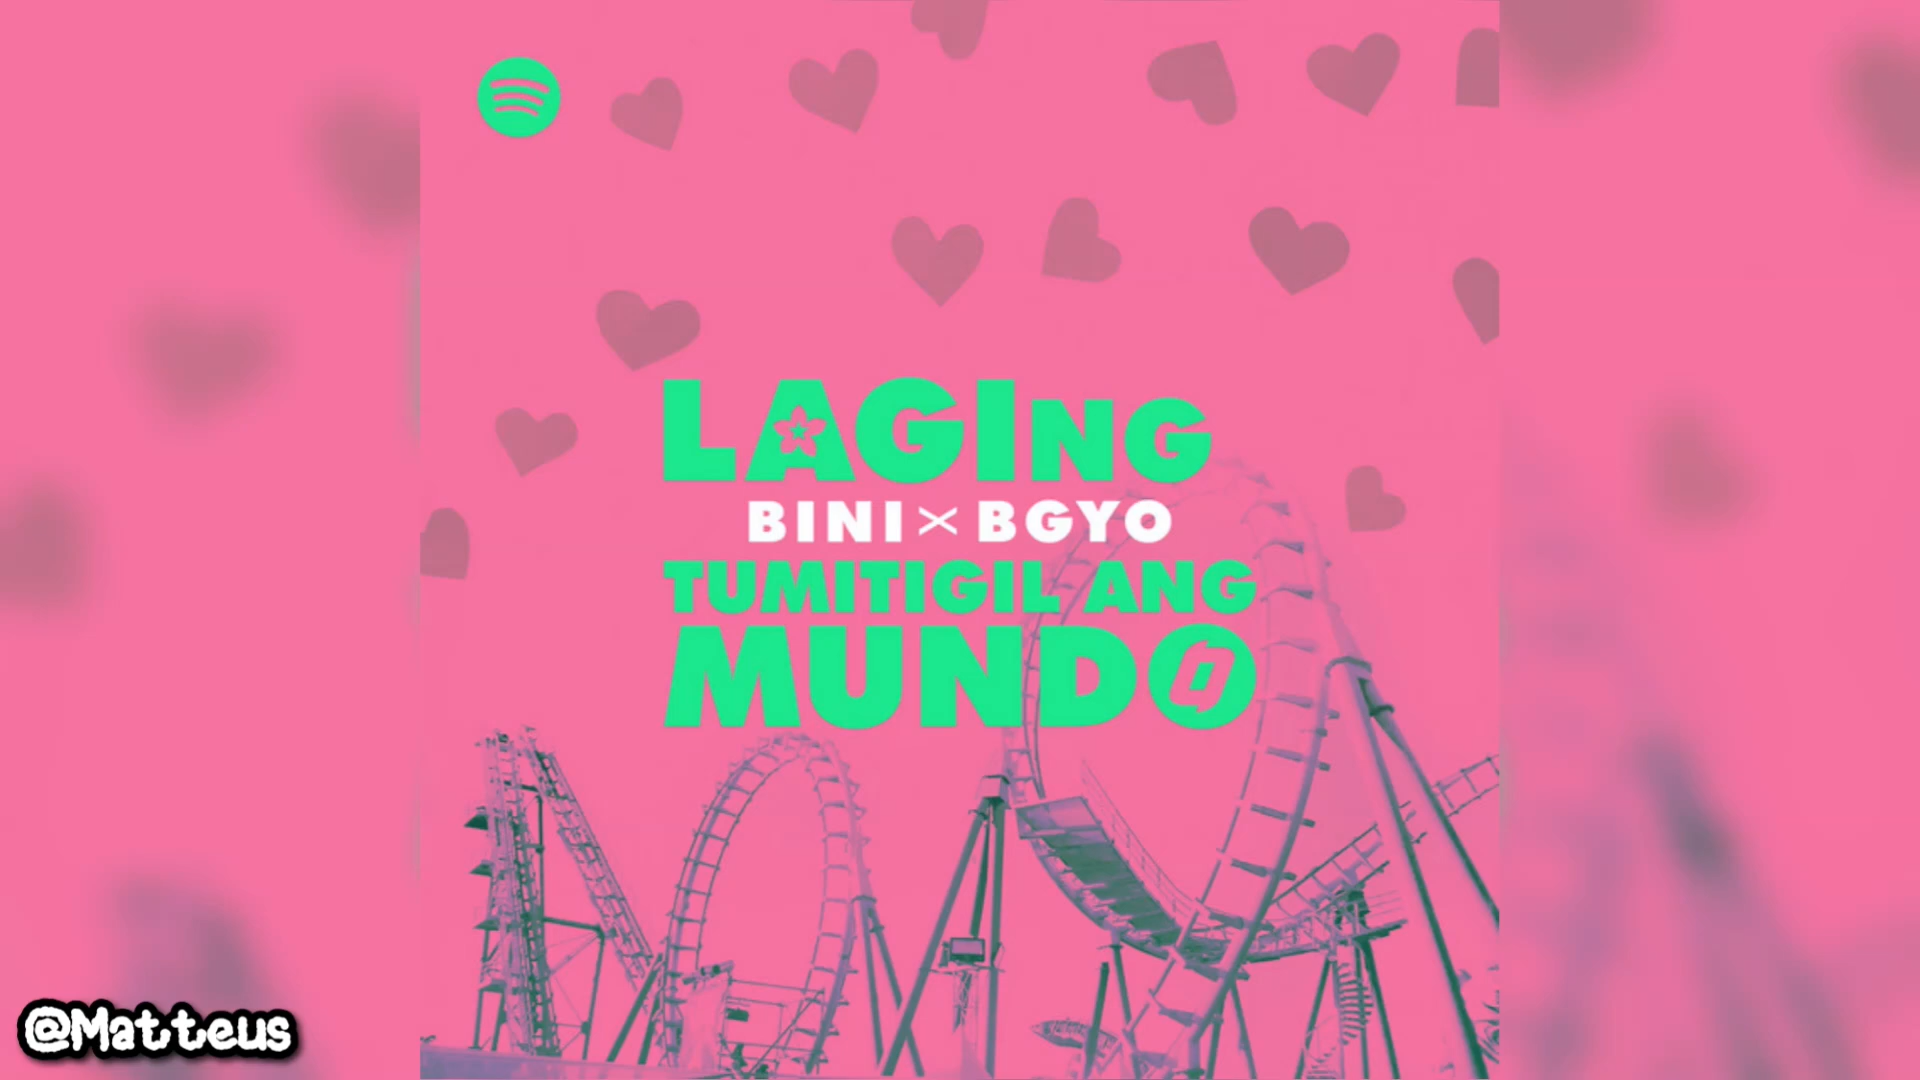 LAGING
BINI × BGYO
TUMITIGIL ANG
MUNDO
@Matteus